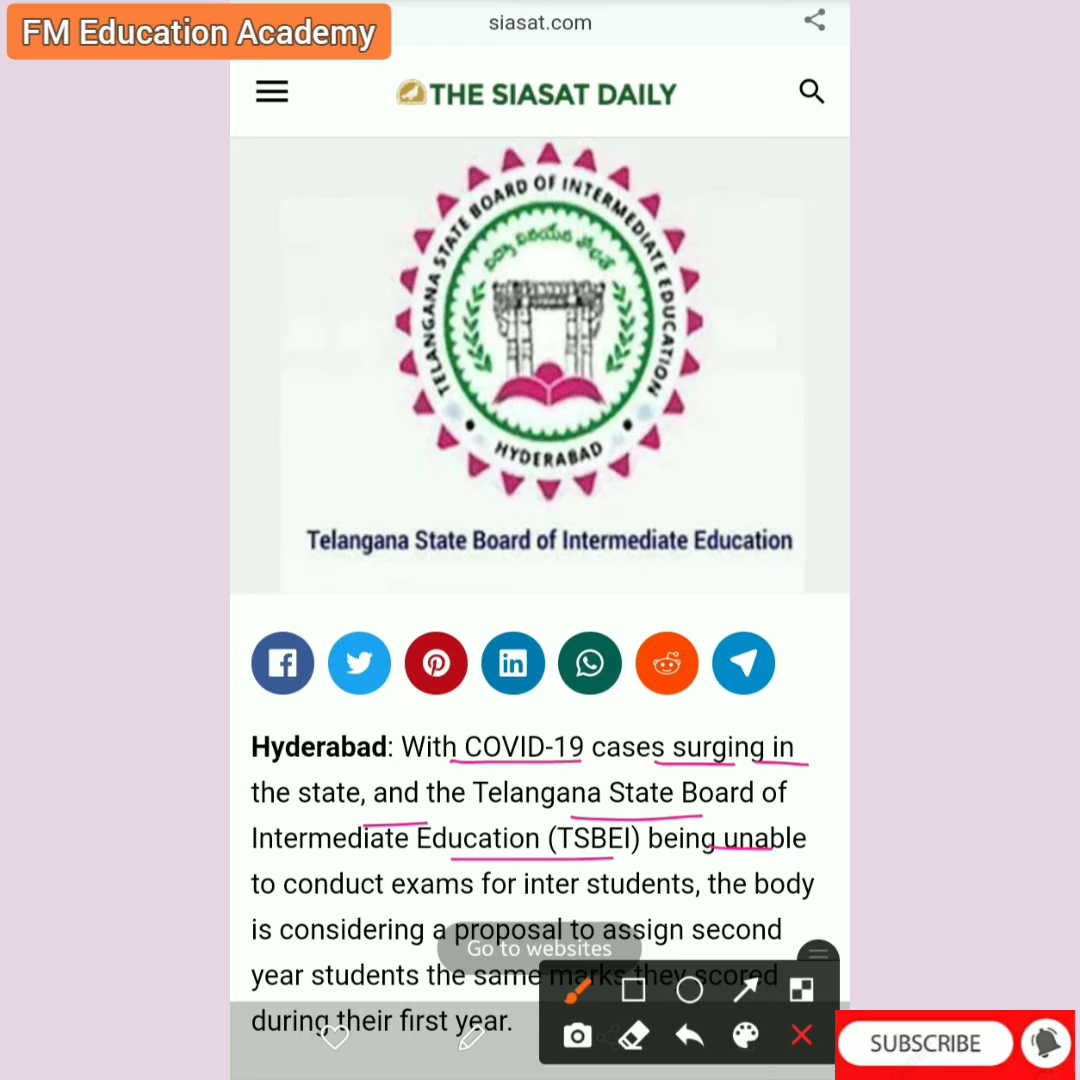 FM Education Academy
siasat.com
THE SIASAT DAILY
TELANGANA STATE BOARD OF INTERMEDIATE EDUCATION
HYDERABAD
Telangana State Board of Intermediate Education
Hyderabad: With COVID-19 cases surging in
the state, and the Telangana State Board of
Intermediate Education (TSBEI) being unable
to conduct exams for inter students, the body
is considering a proposal to assign second
Go to websites
year students the same marks they scored
during their first year.
SUBSCRIBE